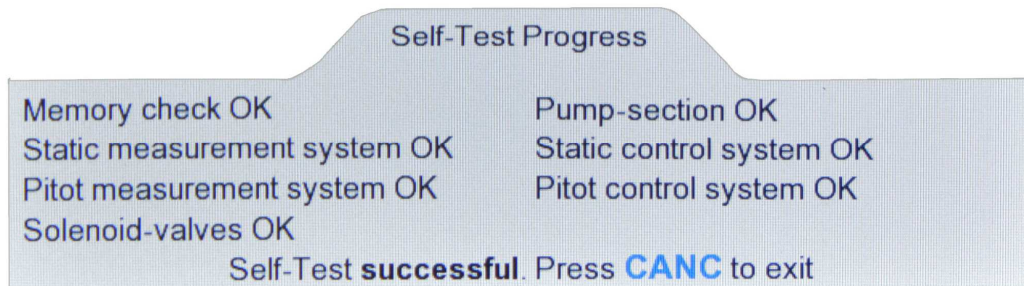 Self-Test Progress
Memory check OK
Pump-section OK
Static measurement system OK
Static control system OK
Pitot measurement system OK
Pitot control system OK
Solenoid-valves OK
Self-Test successful. Press CANC to exit